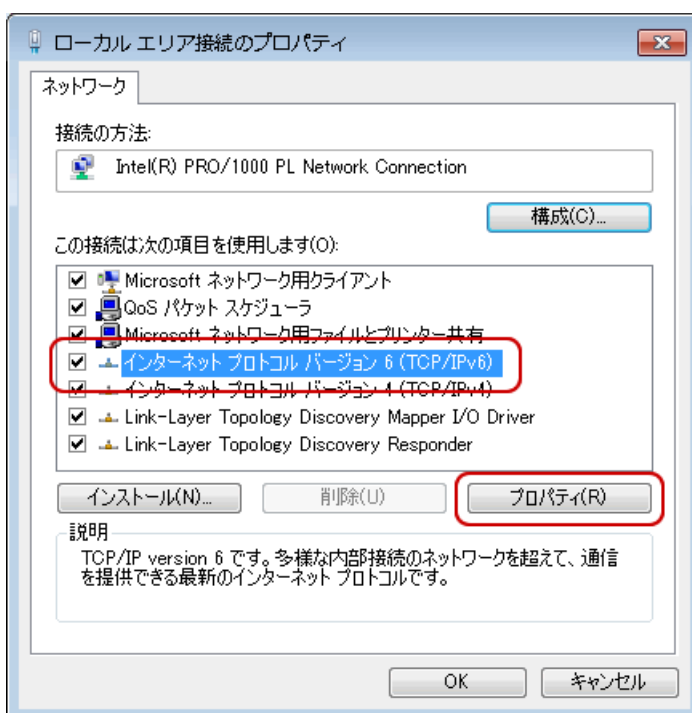 ローカル エリア接続のプロパティ
ネットワーク
接続の方法:
Intel(R) PRO/1000 PL Network Connection
構成(C)...
この接続は次の項目を使用します(O):
Microsoft ネットワーク用クライアント
QoS パケット スケジューラ
Microsoft ネットワーク用ファイルとプリンター共有
インターネット プロトコル バージョン 6 (TCP/IPv6)
インターネット プロトコル バージョン 4 (TCP/IPv4)
Link-Layer Topology Discovery Mapper I/O Driver
Link-Layer Topology Discovery Responder
インストール(N)...
削除(U)
プロパティ(R)
説明
TCP/IP version 6 です。多様な内部接続のネットワークを超えて、通信
を提供できる最新のインターネット プロトコルです。
OK
キャンセル